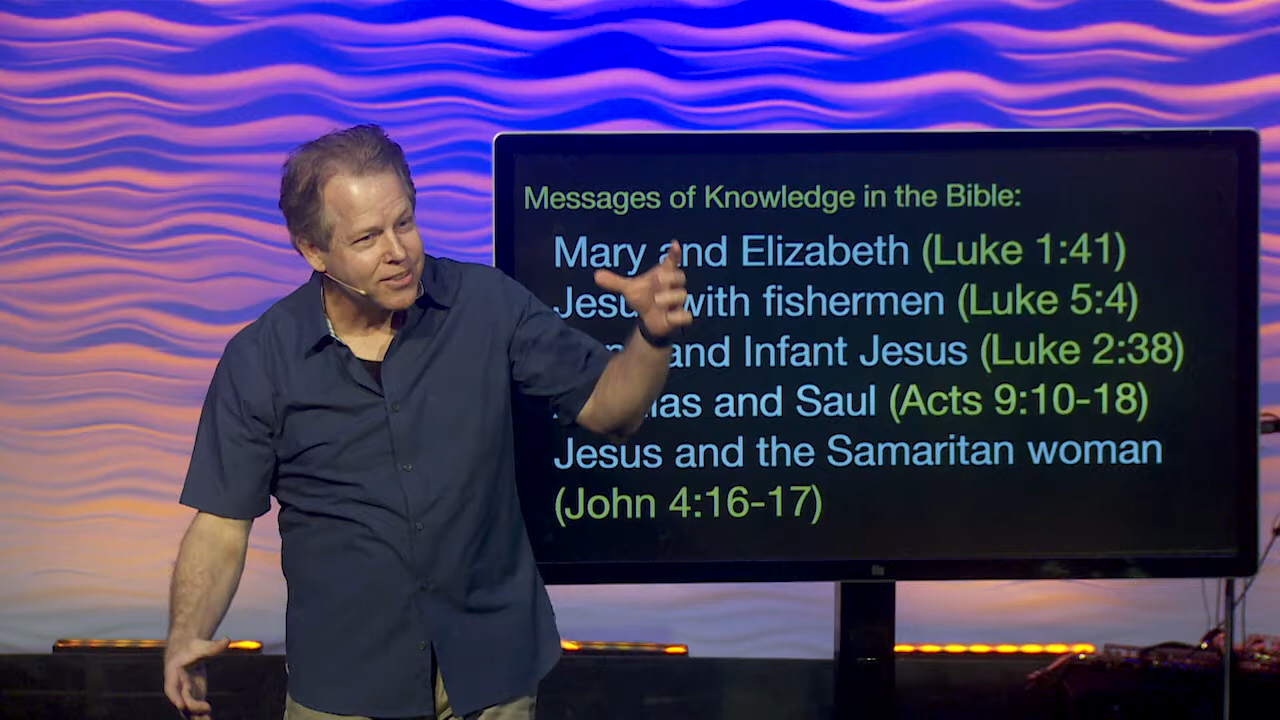 Messages of Knowledge in the Bible:
Mary and Elizabeth (Luke 1:41)
with fishermen (Luke 5:4)
and Infant Jesus (Luke 2:38)
and Saul (Acts 9:10-18)
Jesus and the Samaritan woman
(John 4:16-17)